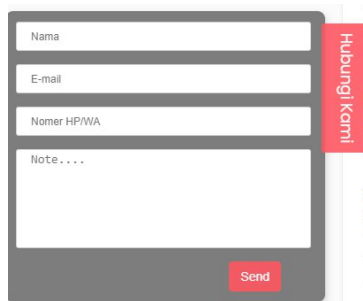 Nama
E-mail
Nomer HP/WA
Note....
Send
Hubungi Kami